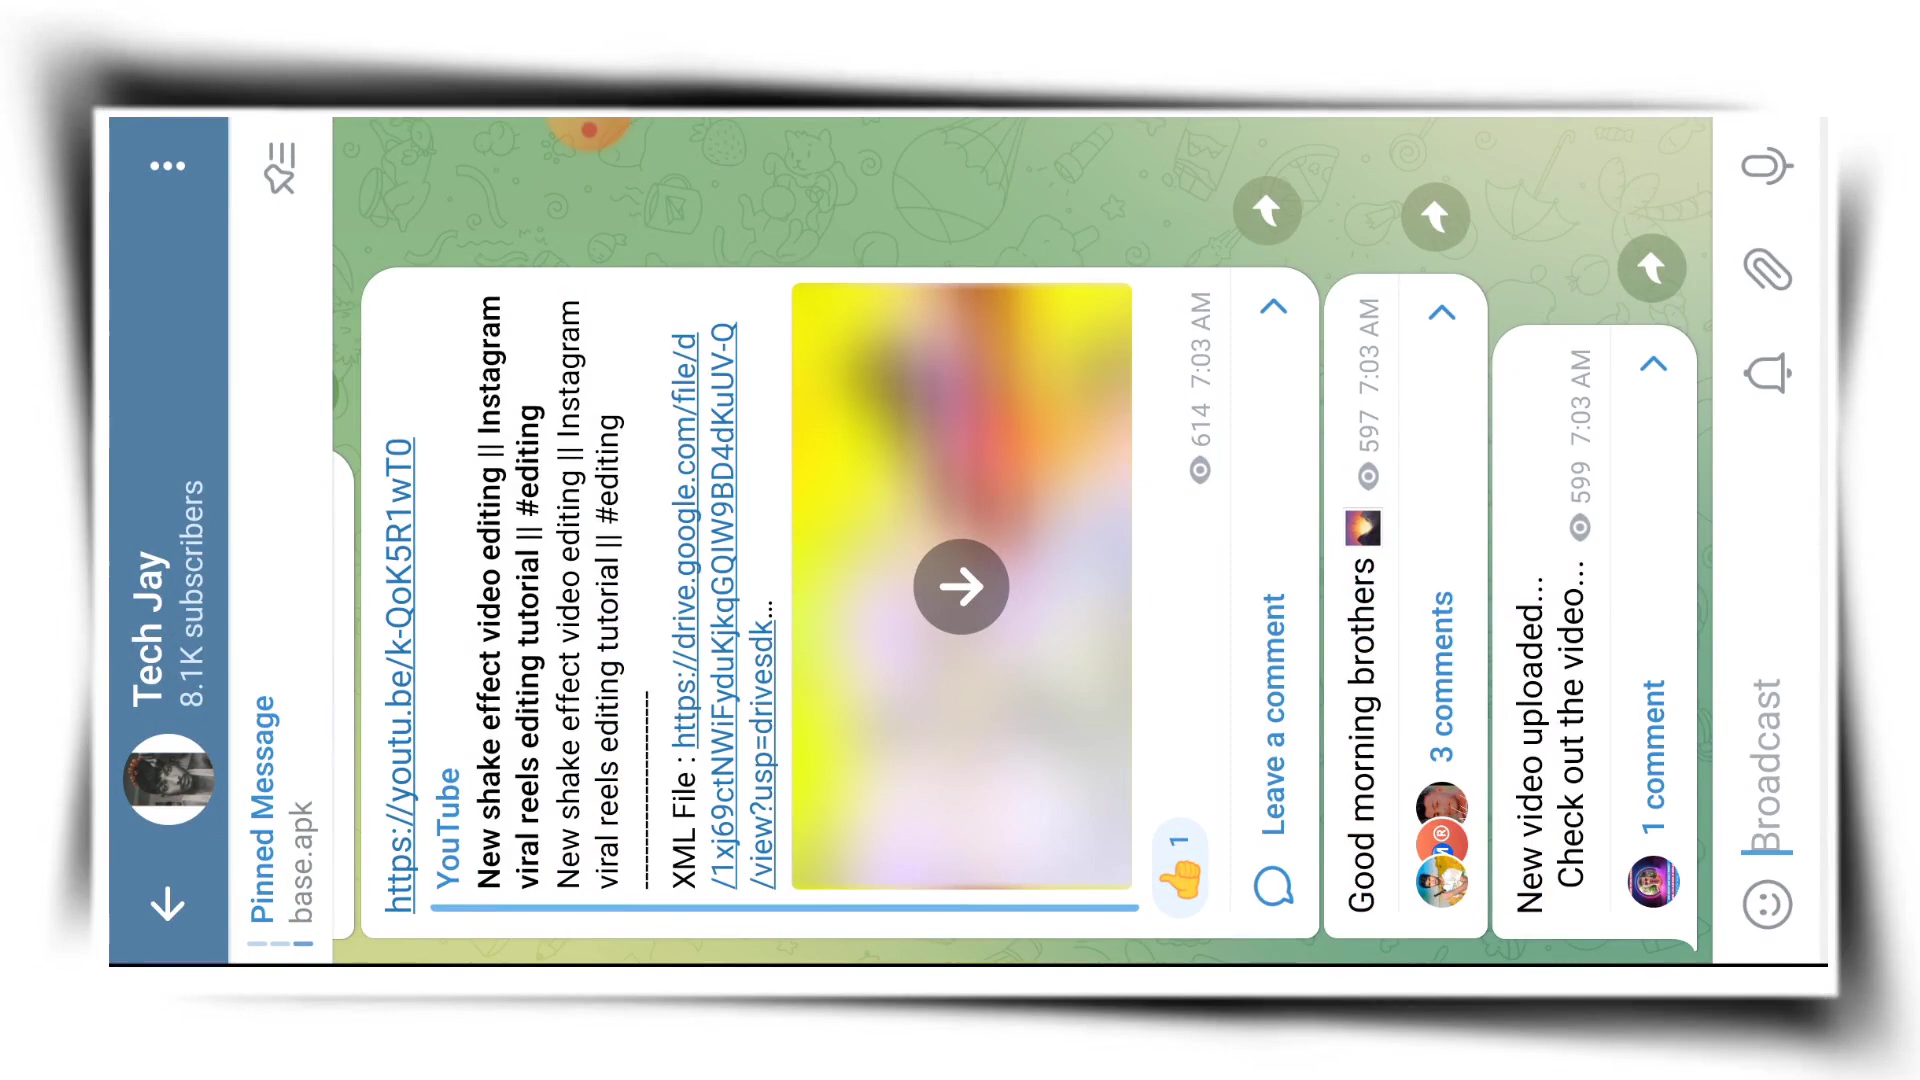 Tech Jay
8.1K subscribers
Pinned Message
base.apk
https://youtu.be/k-QoK5R1wT0
YouTube
New shake effect video editing || Instagram
viral reels editing tutorial || #editing
New shake effect video editing || Instagram
viral reels editing tutorial || #editing
---------------------------
XML File : https://drive.google.com/file/d
/1xj69ctNWiFyduKjkqGQIW9BD4dKuUV-Q
/view?usp=drivesdk...
1
614 7:03 AM
Leave a comment
Good morning brothers
597 7:03 AM
3 comments
New video uploaded...
Check out the video...
599 7:03 AM
1 comment
Broadcast